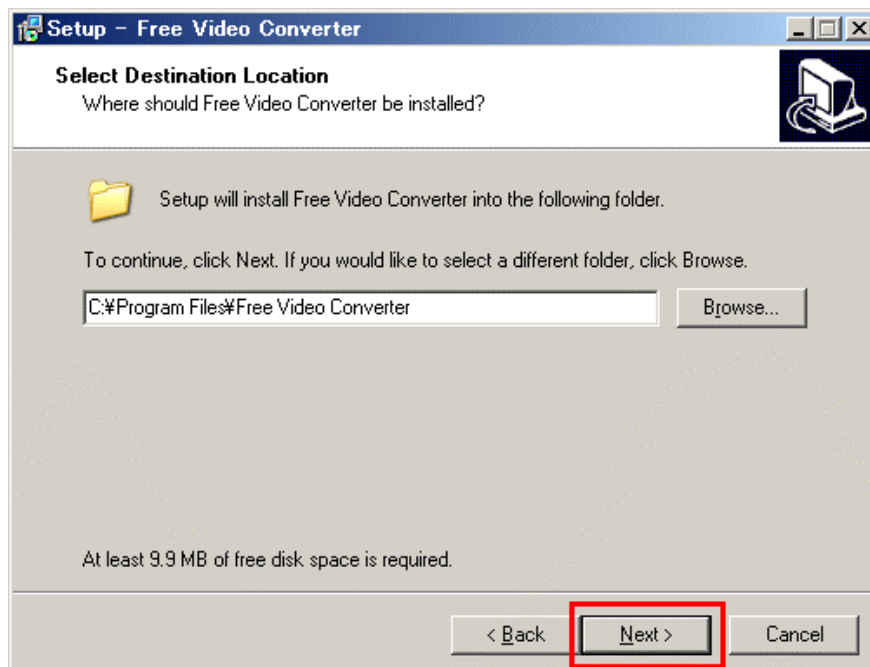 Setup - Free Video Converter
Select Destination Location
Where should Free Video Converter be installed?
Setup will install Free Video Converter into the following folder.
To continue, click Next. If you would like to select a different folder, click Browse.
C:¥Program Files¥Free Video Converter
Browse...
At least 9.9 MB of free disk space is required.
< Back
Next >
Cancel